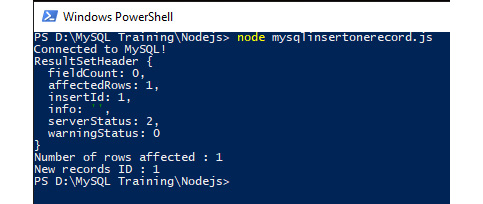 Windows PowerShell
PS D:\MySQL Training\Nodejs> node mysqlinsertonerecord.js
Connected to MySQL!
ResultSetHeader {
  fieldCount: 0,
  affectedRows: 1,
  insertId: 1,
  info: '',
  serverStatus: 2,
  warningStatus: 0
}
Number of rows affected : 1
New records ID : 1
PS D:\MySQL Training\Nodejs>